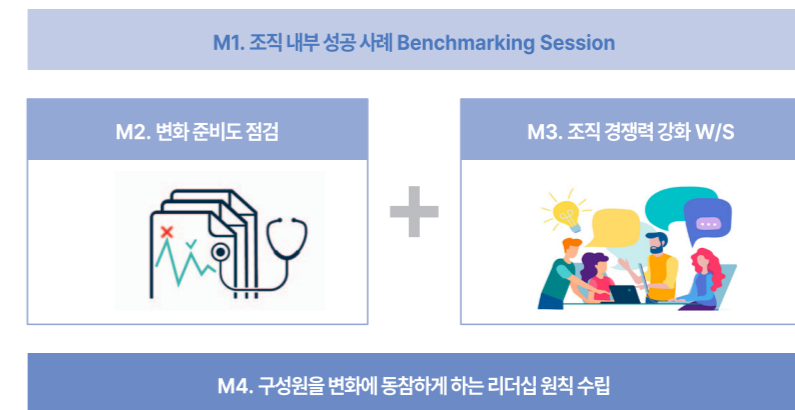 M1. 조직 내부 성공 사례 Benchmarking Session
M2. 변화 준비도 점검
M3. 조직 경쟁력 강화 W/S
M4. 구성원을 변화에 동참하게 하는 리더십 원칙 수립